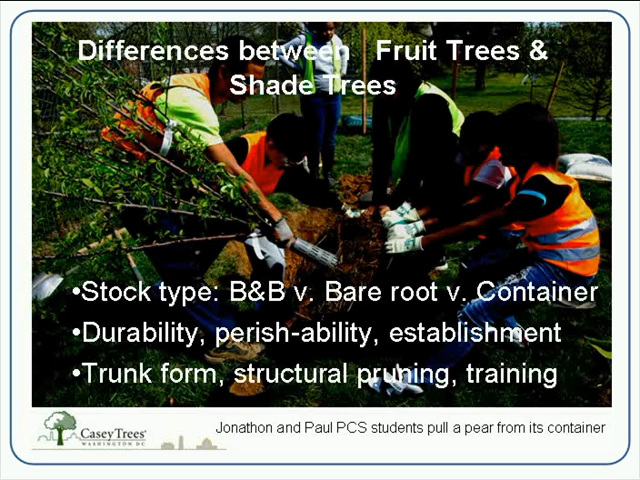 Differences between Fruit Trees &
Shade Trees
•Stock type: B&B v. Bare root v. Container
•Durability, perish-ability, establishment
•Trunk form, structural pruning, training
Casey Trees
WASHINGTON DC
Jonathon and Paul PCS students pull a pear from its container